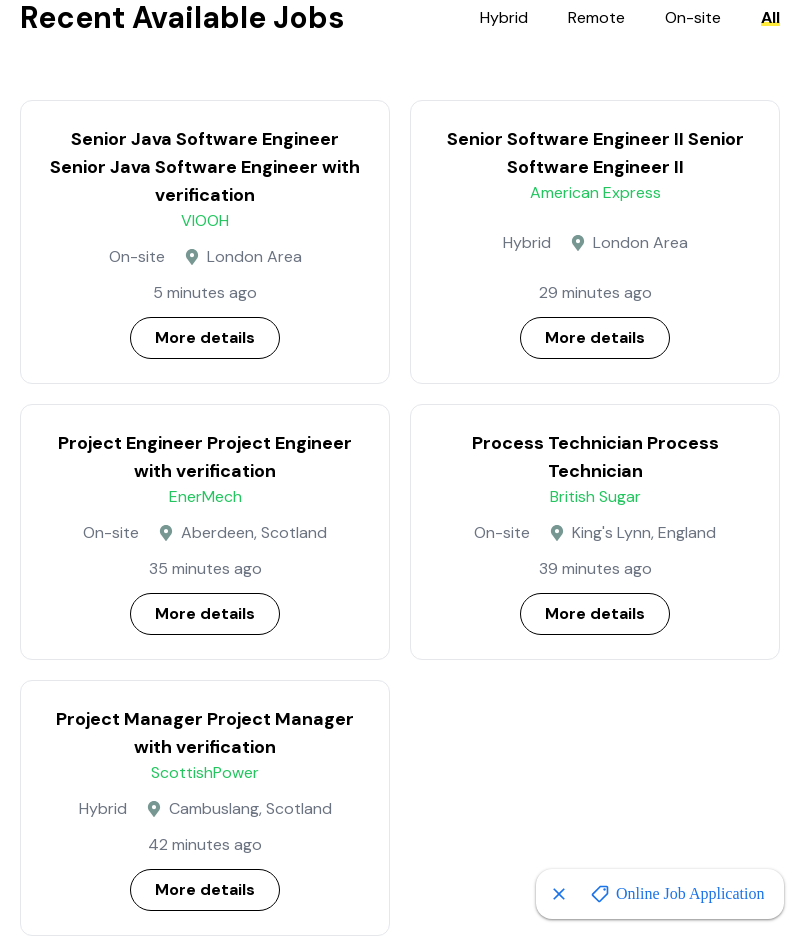 Recent Available Jobs
Hybrid Remote On-site All
Senior Java Software Engineer
Senior Java Software Engineer with
verification
VIOOH
On-site London Area
5 minutes ago
More details
Senior Software Engineer II Senior
Software Engineer II
American Express
Hybrid London Area
29 minutes ago
More details
Project Engineer Project Engineer
with verification
EnerMech
On-site Aberdeen, Scotland
35 minutes ago
More details
Process Technician Process
Technician
British Sugar
On-site King's Lynn, England
39 minutes ago
More details
Project Manager Project Manager
with verification
ScottishPower
Hybrid Cambuslang, Scotland
42 minutes ago
More details
Online Job Application